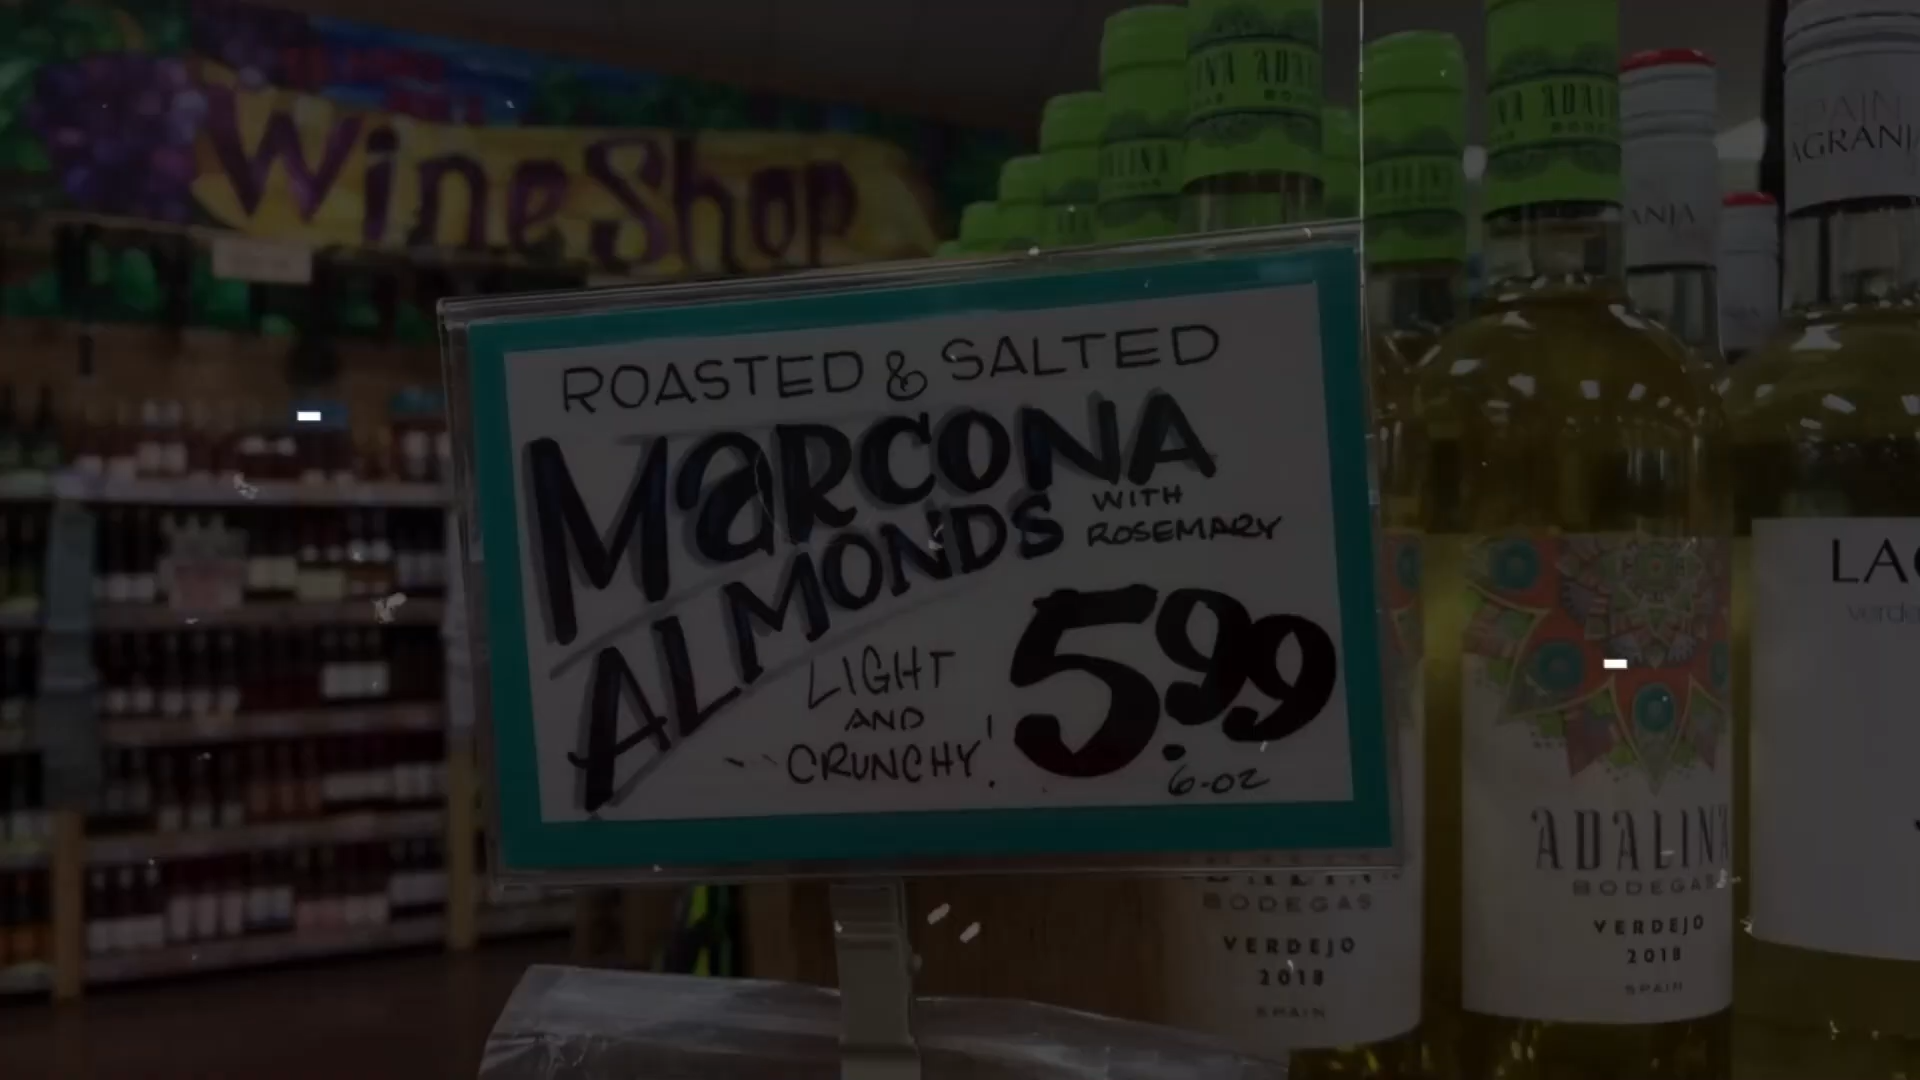 Wine Shop
ROASTED & SALTED
MARCONA
ALMONDS
WITH
ROSEMARY
LIGHT
AND
CRUNCHY!
5.99
6-OZ
ADALINA
BODEGAS
VERDEJO
2018
SPAIN
BODEGAS
VERDEJO
2018
SPAIN